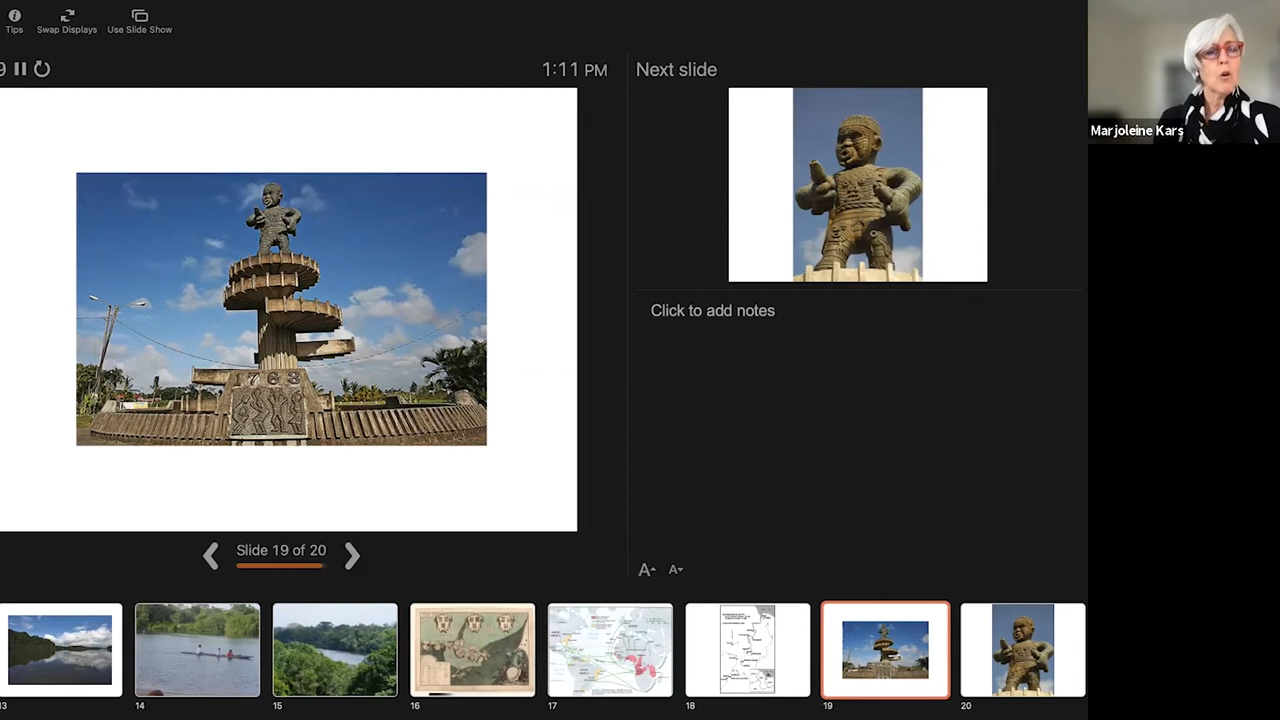 Tips
Swap Displays
Use Slide Show
9
1:11 PM
Next slide
Marjoleine Kars
1763
Click to add notes
Slide 19 of 20
A A
13
14
15
16
17
18
19
20